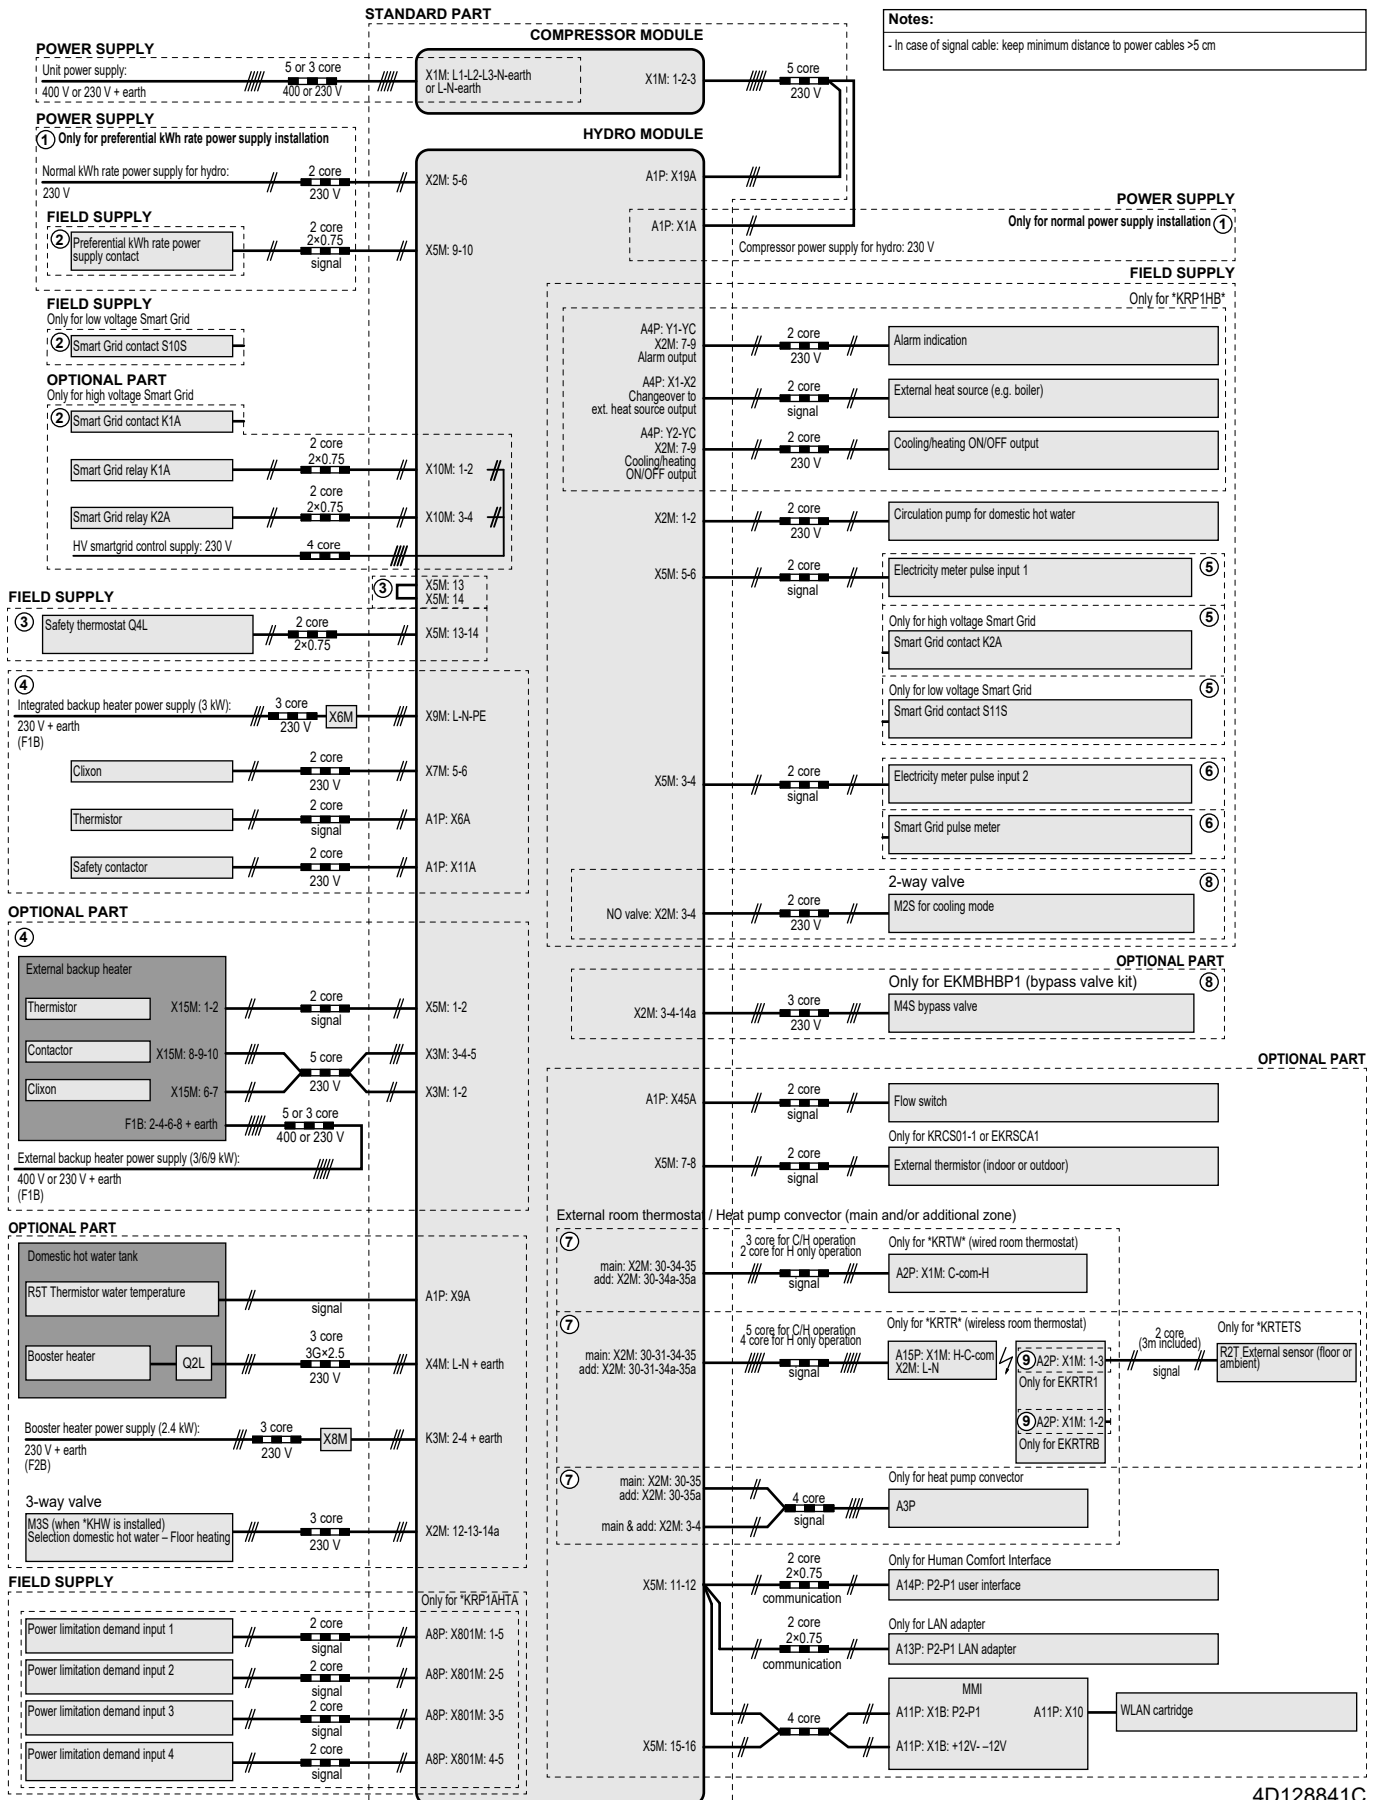 STANDARD PART
COMPRESSOR MODULE
Notes:
- In case of signal cable: keep minimum distance to power cables >5 cm
POWER SUPPLY
Unit power supply:
400 V or 230 V + earth
5 or 3 core
400 or 230 V
X1M: L1-L2-L3-N-earth
or L-N-earth
X1M: 1-2-3
5 core
230 V
POWER SUPPLY
1 Only for preferential kWh rate power supply installation
Normal kWh rate power supply for hydro:
230 V
2 core
230 V
X2M: 5-6
FIELD SUPPLY
2 Preferential kWh rate power
supply contact
2 core
2×0.75
signal
X5M: 9-10
HYDRO MODULE
A1P: X19A
POWER SUPPLY
Only for normal power supply installation 1
A1P: X1A
Compressor power supply for hydro: 230 V
FIELD SUPPLY
Only for low voltage Smart Grid
2 Smart Grid contact S10S
OPTIONAL PART
Only for high voltage Smart Grid
2 Smart Grid contact K1A
Smart Grid relay K1A
2 core
2×0.75
X10M: 1-2
Smart Grid relay K2A
2 core
2×0.75
X10M: 3-4
HV smartgrid control supply: 230 V
4 core
3
X5M: 13
X5M: 14
FIELD SUPPLY
3 Safety thermostat Q4L
2 core
2×0.75
X5M: 13-14
4
Integrated backup heater power supply (3 kW):
230 V + earth
(F1B)
3 core
230 V
X6M
X9M: L-N-PE
Clixon
2 core
230 V
X7M: 5-6
Thermistor
2 core
signal
A1P: X6A
Safety contactor
2 core
230 V
A1P: X11A
OPTIONAL PART
4
External backup heater
Thermistor
X15M: 1-2
2 core
signal
X5M: 1-2
Contactor
X15M: 8-9-10
5 core
230 V
X3M: 3-4-5
Clixon
X15M: 6-7
X3M: 1-2
F1B: 2-4-6-8 + earth
5 or 3 core
400 or 230 V
External backup heater power supply (3/6/9 kW):
400 V or 230 V + earth
(F1B)
OPTIONAL PART
Domestic hot water tank
R5T Thermistor water temperature
signal
A1P: X9A
Booster heater
Q2L
3 core
3G×2.5
230 V
X4M: L-N + earth
Booster heater power supply (2.4 kW):
230 V + earth
(F2B)
3 core
230 V
X8M
K3M: 2-4 + earth
3-way valve
M3S (when *KHW is installed)
Selection domestic hot water – Floor heating
3 core
230 V
X2M: 12-13-14a
FIELD SUPPLY
Only for *KRP1AHTA
Power limitation demand input 1
2 core
signal
A8P: X801M: 1-5
Power limitation demand input 2
2 core
signal
A8P: X801M: 2-5
Power limitation demand input 3
2 core
signal
A8P: X801M: 3-5
Power limitation demand input 4
2 core
signal
A8P: X801M: 4-5
FIELD SUPPLY
Only for *KRP1HB*
A4P: Y1-YC
X2M: 7-9
Alarm output
2 core
230 V
Alarm indication
A4P: X1-X2
Changeover to
ext. heat source output
2 core
signal
External heat source (e.g. boiler)
A4P: Y2-YC
X2M: 7-9
Cooling/heating
ON/OFF output
2 core
230 V
Cooling/heating ON/OFF output
X2M: 1-2
2 core
230 V
Circulation pump for domestic hot water
X5M: 5-6
2 core
signal
Electricity meter pulse input 1
5
Only for high voltage Smart Grid
5
Smart Grid contact K2A
Only for low voltage Smart Grid
5
Smart Grid contact S11S
X5M: 3-4
2 core
signal
Electricity meter pulse input 2
6
Smart Grid pulse meter
6
2-way valve
8
NO valve: X2M: 3-4
2 core
230 V
M2S for cooling mode
OPTIONAL PART
Only for EKMBHBP1 (bypass valve kit)
8
X2M: 3-4-14a
3 core
230 V
M4S bypass valve
OPTIONAL PART
A1P: X45A
2 core
signal
Flow switch
Only for KRCS01-1 or EKRSCA1
X5M: 7-8
2 core
signal
External thermistor (indoor or outdoor)
External room thermostat / Heat pump convector (main and/or additional zone)
7
main: X2M: 30-34-35
add: X2M: 30-34a-35a
3 core for C/H operation
2 core for H only operation
signal
Only for *KRTW* (wired room thermostat)
A2P: X1M: C-com-H
7
main: X2M: 30-31-34-35
add: X2M: 30-31-34a-35a
5 core for C/H operation
4 core for H only operation
signal
Only for *KRTR* (wireless room thermostat)
A15P: X1M: H-C-com
X2M: L-N
9 A2P: X1M: 1-3
Only for EKRTR1
9 A2P: X1M: 1-2
Only for EKRTRB
2 core
(3m included)
signal
Only for *KRTETS
R2T External sensor (floor or
ambient)
7
main: X2M: 30-35
add: X2M: 30-35a
main & add: X2M: 3-4
4 core
signal
Only for heat pump convector
A3P
X5M: 11-12
2 core
2×0.75
communication
Only for Human Comfort Interface
A14P: P2-P1 user interface
2 core
2×0.75
communication
Only for LAN adapter
A13P: P2-P1 LAN adapter
X5M: 15-16
4 core
MMI
A11P: X1B: P2-P1
A11P: X10
A11P: X1B: +12V- –12V
WLAN cartridge
4D128841C